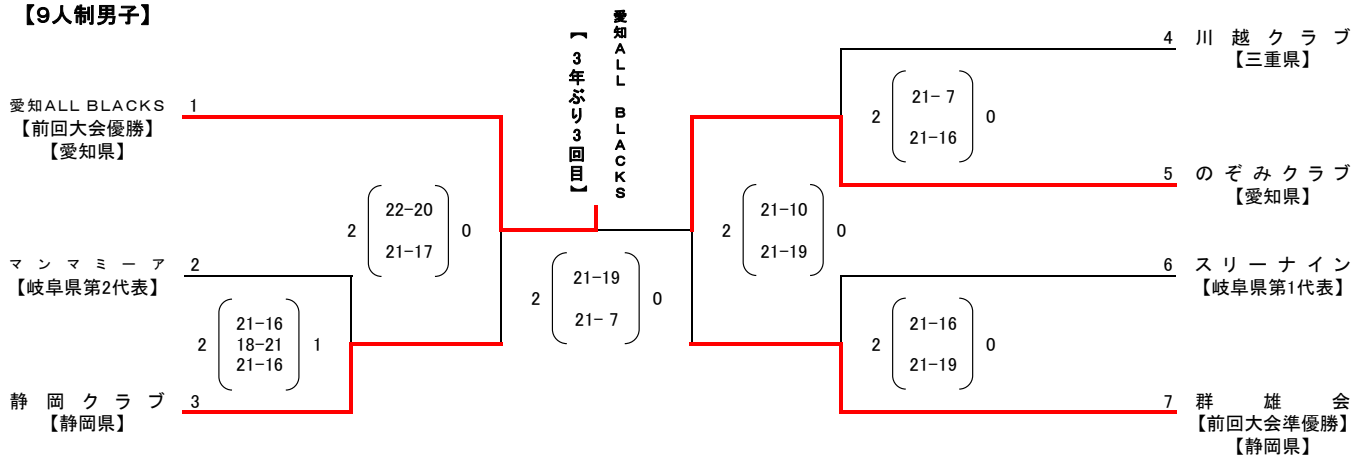 【9人制男子】
愛知ALL BLACKS 1
【前回大会優勝】
【愛知県】
2 22-20 0
21-17
マンマミーア 2
【岐阜県第2代表】
21-16
2 18-21 1
21-16
静岡クラブ 3
【静岡県】
愛知ALL BLACKS
【3年ぶり3回目】
21-19
2 0
21- 7
4 川越クラブ
【三重県】
21- 7
2 0
21-16
5 のぞみクラブ
【愛知県】
21-10
2 0
21-19
6 スリーナイン
【岐阜県第1代表】
21-16
2 0
21-19
7 群雄会
【前回大会準優勝】
【静岡県】